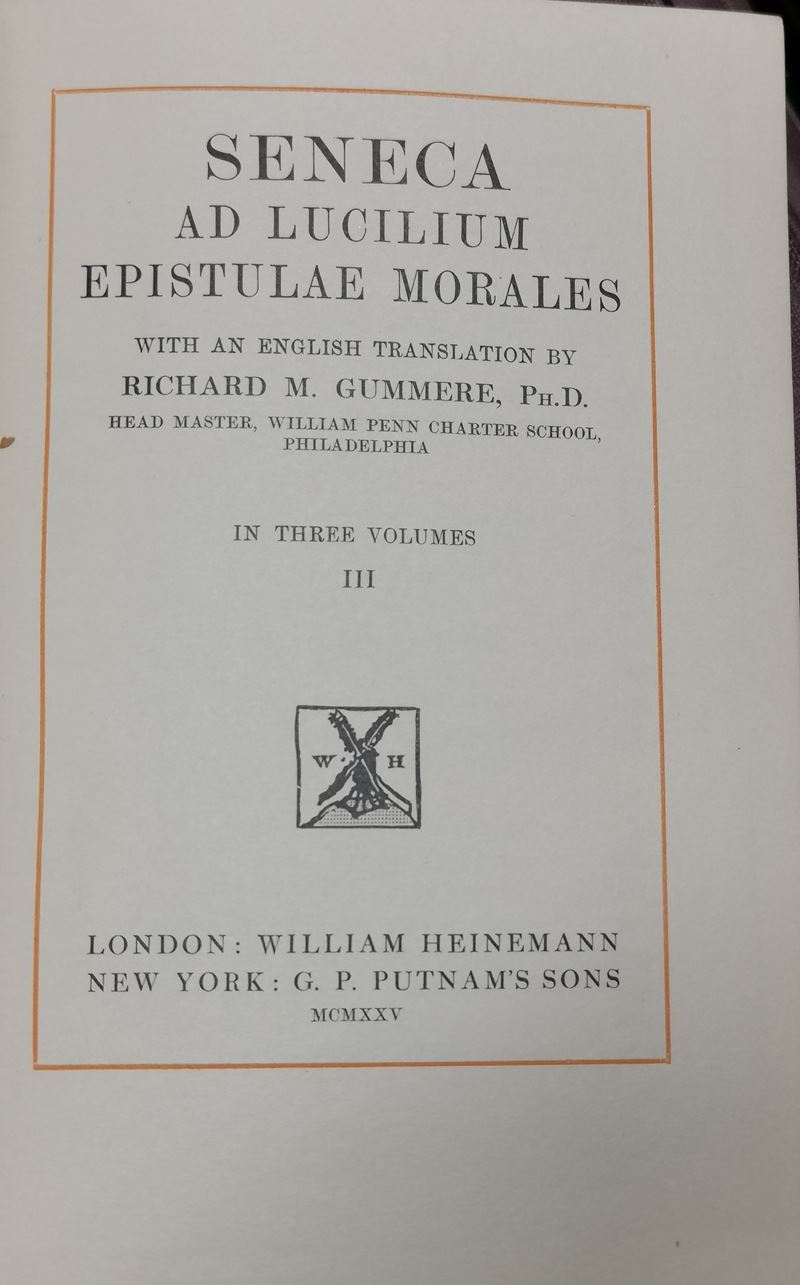 SENECA
AD LUCILIUM
EPISTULAE MORALES
WITH AN ENGLISH TRANSLATION BY
RICHARD M. GUMMERE, PH.D.
HEAD MASTER, WILLIAM PENN CHARTER SCHOOL,
PHILADELPHIA
IN THREE VOLUMES
III
W H
LONDON: WILLIAM HEINEMANN
NEW YORK: G. P. PUTNAM'S SONS
MCMXXV